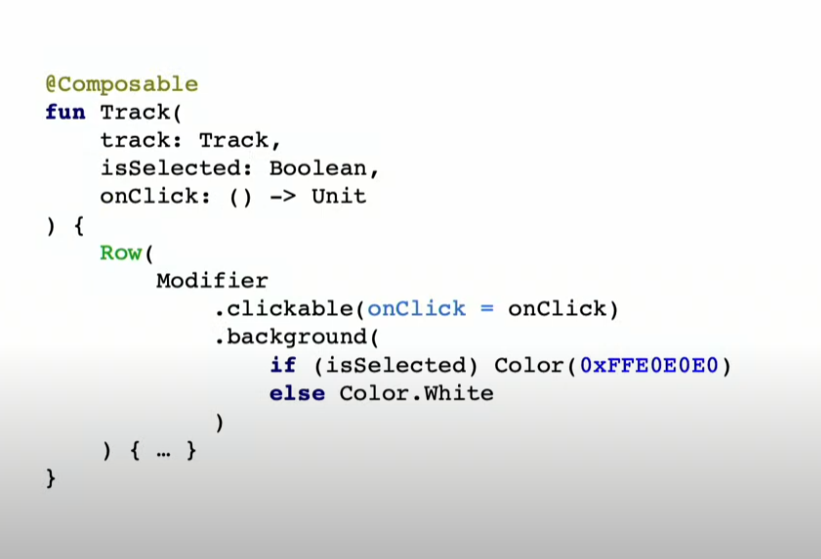 @Composable
fun Track(
    track: Track,
    isSelected: Boolean,
    onClick: () -> Unit
) {
    Row(
        Modifier
            .clickable(onClick = onClick)
            .background(
                if (isSelected) Color(0xFFE0E0E0)
                else Color.White
            )
    ) { … }
}